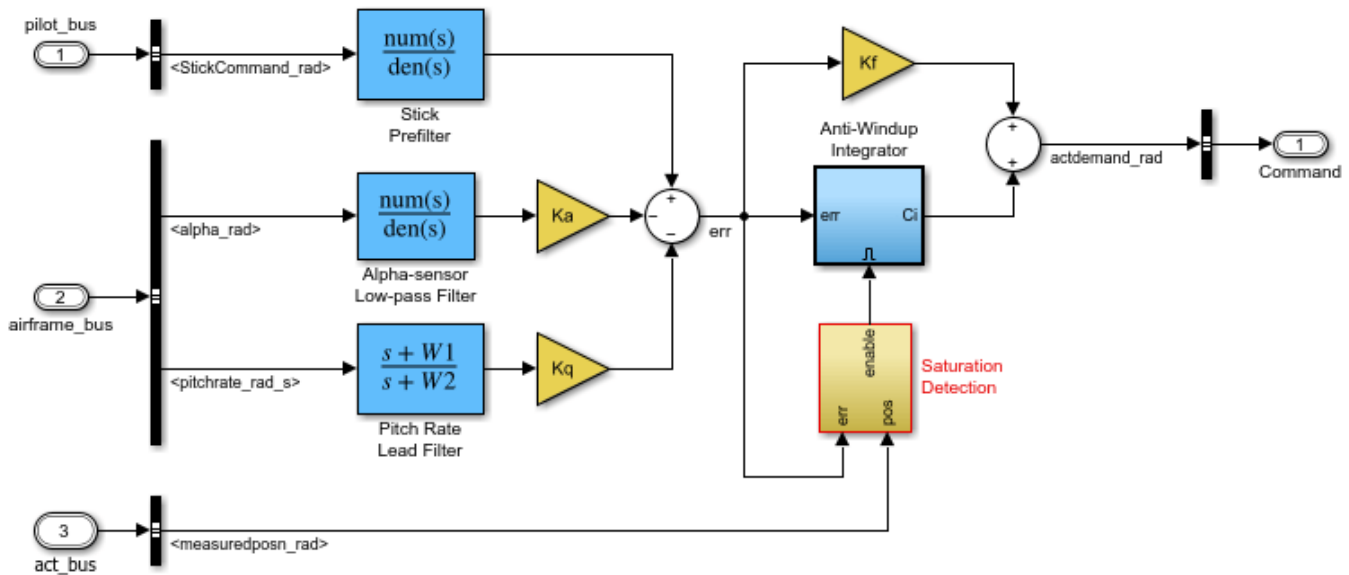 pilot_bus
1
<StickCommand_rad>
num(s)
den(s)
Stick
Prefilter
Kf
Anti-Windup
Integrator
+
+
actdemand_rad
1
Command
num(s)
den(s)
<alpha_rad>
Alpha-sensor
Low-pass Filter
Ka
+
−
−
err
err
Ci
2
airframe_bus
s + W1
s + W2
<pitchrate_rad_s>
Pitch Rate
Lead Filter
Kq
enable
err
pos
Saturation
Detection
3
act_bus
<measuredposn_rad>